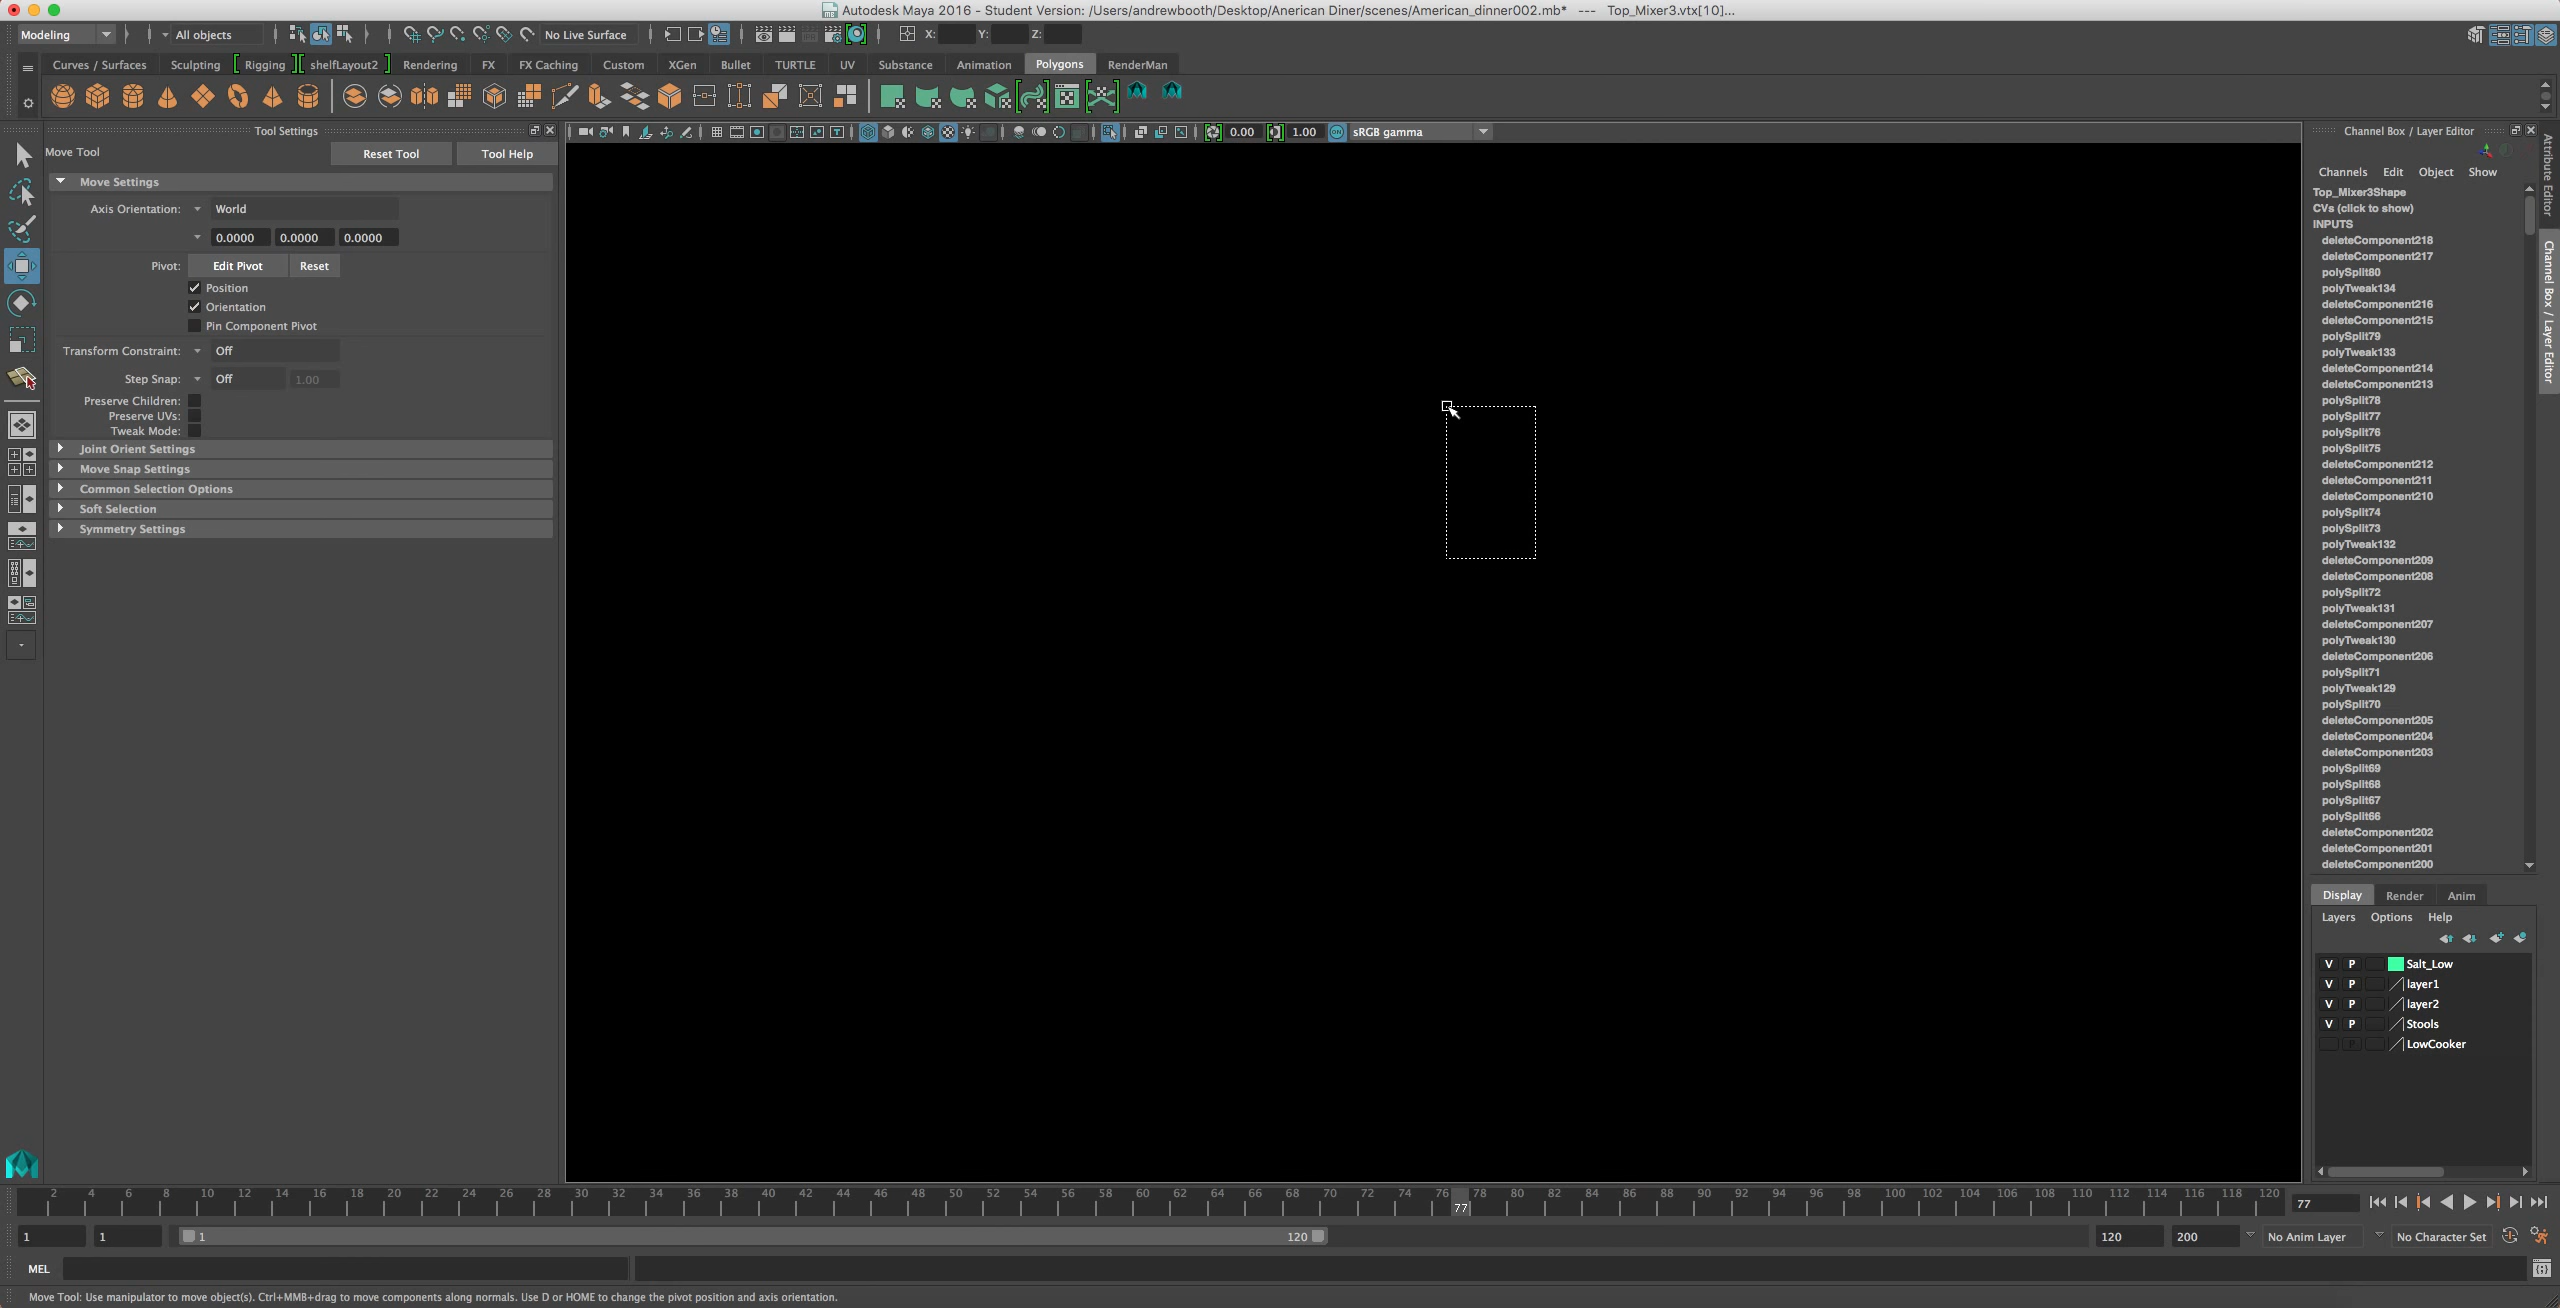 Autodesk Maya 2016 - Student Version: /Users/andrewbooth/Desktop/Anerican Diner/scenes/American_dinner002.mb* --- Top_Mixer3.vtx[10]...
Modeling All objects No Live Surface X: Y: Z:
Curves / Surfaces Sculpting Rigging shelfLayout2 Rendering FX FX Caching Custom XGen Bullet TURTLE UV Substance Animation Polygons RenderMan
Tool Settings
0.00 1.00 ON sRGB gamma
Channel Box / Layer Editor
Move Tool Reset Tool Tool Help
Move Settings
Axis Orientation: World
0.0000 0.0000 0.0000
Pivot: Edit Pivot Reset
Position
Orientation
Pin Component Pivot
Transform Constraint: Off
Step Snap: Off 1.00
Preserve Children:
Preserve UVs:
Tweak Mode:
Joint Orient Settings
Move Snap Settings
Common Selection Options
Soft Selection
Symmetry Settings
Channels Edit Object Show
Top_Mixer3Shape
CVs (click to show)
INPUTS
deleteComponent218
deleteComponent217
polySplit80
polyTweak134
deleteComponent216
deleteComponent215
polySplit79
polyTweak133
deleteComponent214
deleteComponent213
polySplit78
polySplit77
polySplit76
polySplit75
deleteComponent212
deleteComponent211
deleteComponent210
polySplit74
polySplit73
polyTweak132
deleteComponent209
deleteComponent208
polySplit72
polyTweak131
deleteComponent207
polyTweak130
deleteComponent206
polySplit71
polyTweak129
polySplit70
deleteComponent205
deleteComponent204
deleteComponent203
polySplit69
polySplit68
polySplit67
polySplit66
deleteComponent202
deleteComponent201
deleteComponent200
Attribute Editor
Channel Box / Layer Editor
Display Render Anim
Layers Options Help
V P Salt_Low
V P layer1
V P layer2
V P Stools
P LowCooker
2 4 6 8 10 12 14 16 18 20 22 24 26 28 30 32 34 36 38 40 42 44 46 48 50 52 54 56 58 60 62 64 66 68 70 72 74 76 78 80 82 84 86 88 90 92 94 96 98 100 102 104 106 108 110 112 114 116 118 120
77 77
1 1 1 120 120 200 No Anim Layer No Character Set
MEL
Move Tool: Use manipulator to move object(s). Ctrl+MMB+drag to move components along normals. Use D or HOME to change the pivot position and axis orientation.